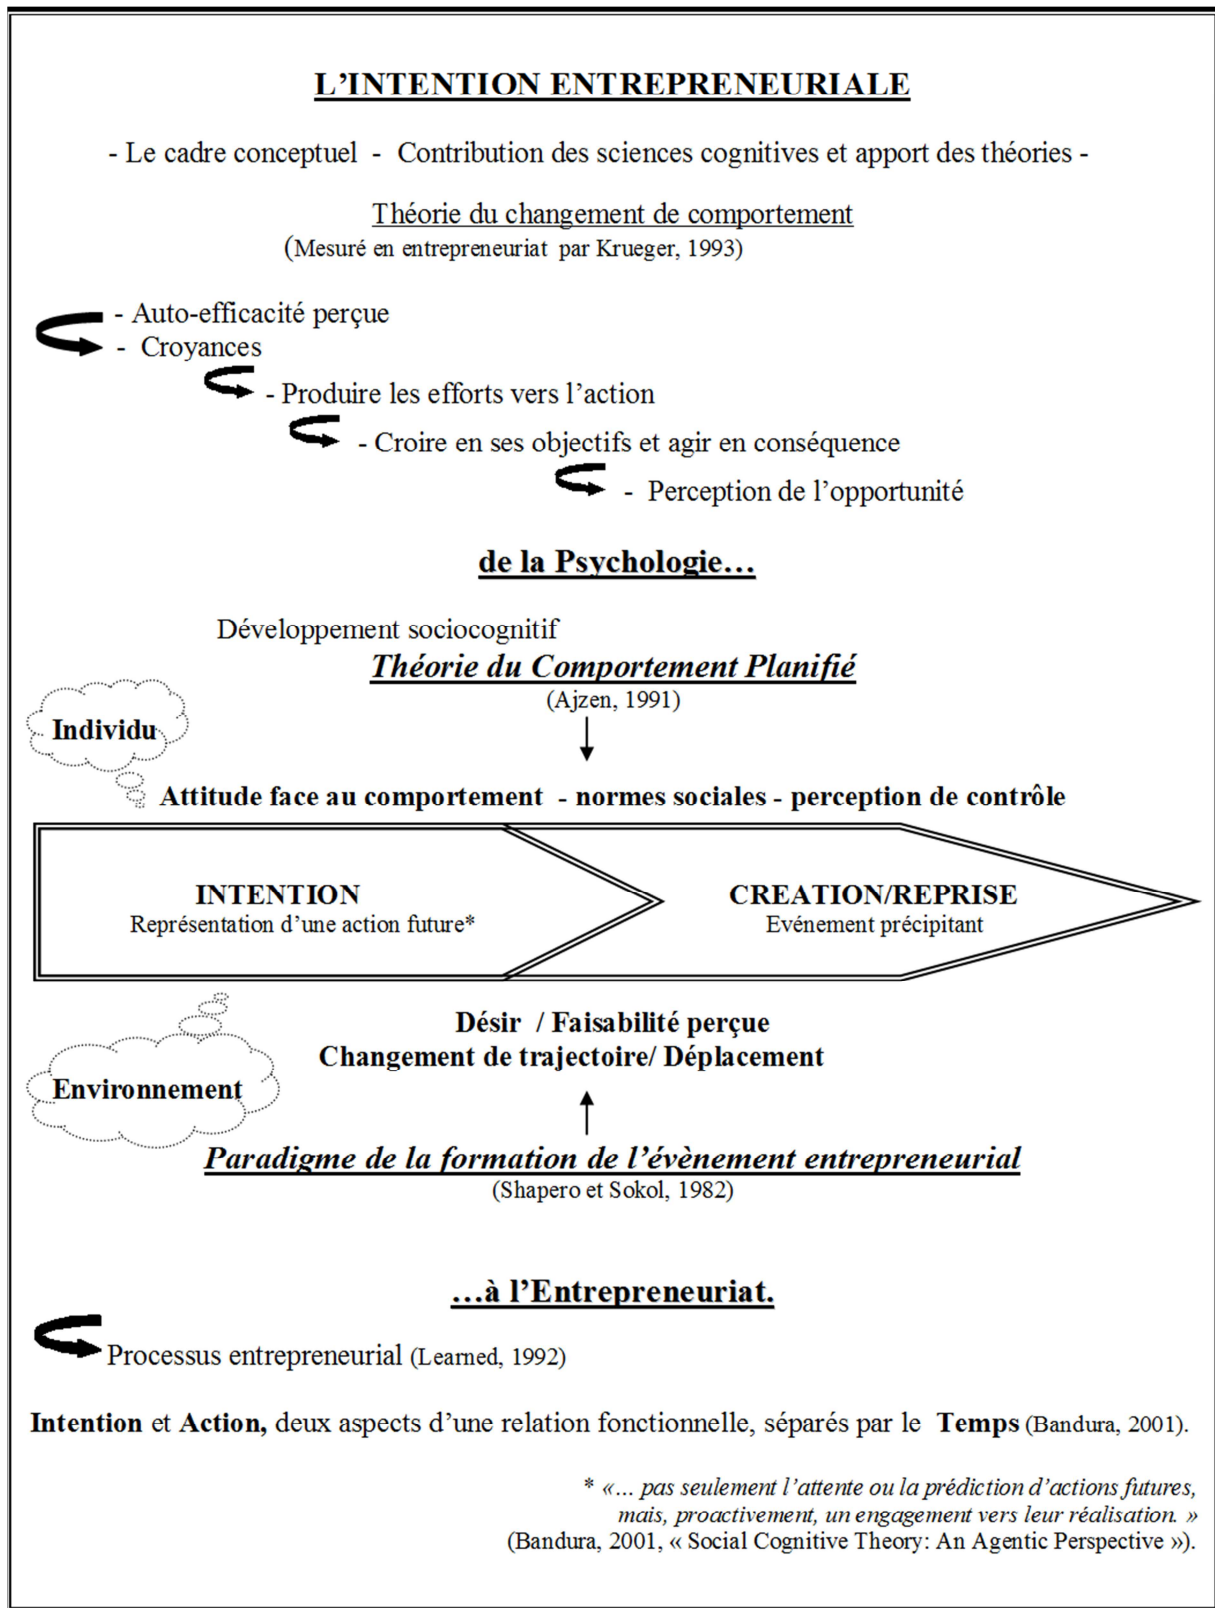 L’INTENTION ENTREPRENEURIALE
- Le cadre conceptuel - Contribution des sciences cognitives et apport des théories -
Théorie du changement de comportement
(Mesuré en entrepreneuriat par Krueger, 1993)
- Auto-efficacité perçue
- Croyances
- Produire les efforts vers l’action
- Croire en ses objectifs et agir en conséquence
- Perception de l’opportunité
de la Psychologie…
Développement sociocognitif
Théorie du Comportement Planifié
(Ajzen, 1991)
Individu
Attitude face au comportement - normes sociales - perception de contrôle
INTENTION
Représentation d’une action future*
CREATION/REPRISE
Evénement précipitant
Désir / Faisabilité perçue
Changement de trajectoire/ Déplacement
Environnement
Paradigme de la formation de l’évènement entrepreneurial
(Shapero et Sokol, 1982)
…à l’Entrepreneuriat.
Processus entrepreneurial (Learned, 1992)
Intention et Action, deux aspects d’une relation fonctionnelle, séparés par le Temps (Bandura, 2001).
* «… pas seulement l’attente ou la prédiction d’actions futures,
mais, proactivement, un engagement vers leur réalisation. »
(Bandura, 2001, « Social Cognitive Theory: An Agentic Perspective »).